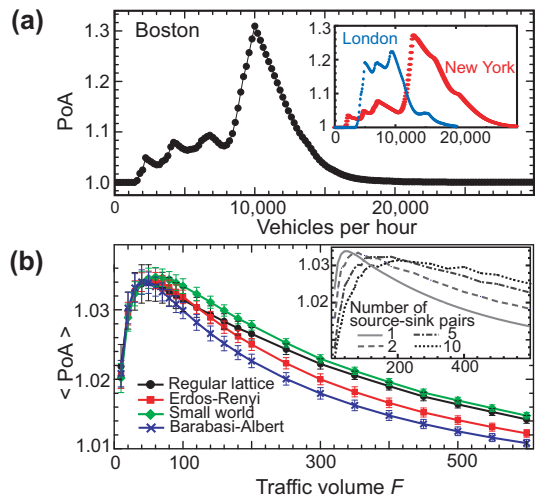 (a)
Boston
PoA
1.3
1.2
1.1
1.0
0
10,000
20,000
Vehicles per hour
London
New York
1.3
1.2
1.1
1
10,000
20,000
(b)
< PoA >
1.03
1.02
1.01
0
100
200
300
400
500
Traffic volume F
Regular lattice
Erdos-Renyi
Small world
Barabasi-Albert
1.03
1.02
Number of
source-sink pairs
1
5
2
10
200
400
F